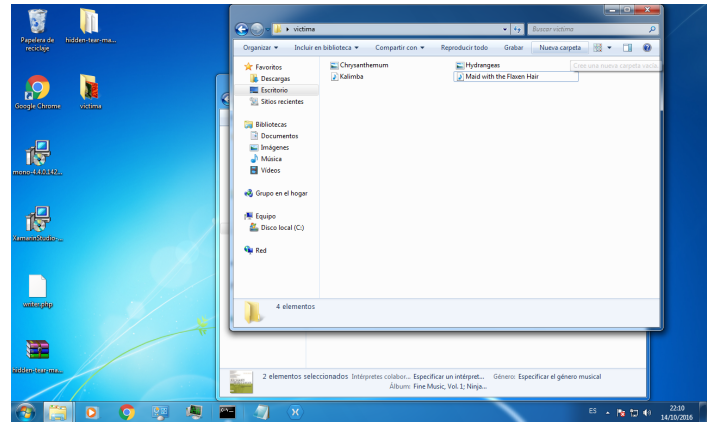 Papelera de
reciclaje
hidden-tear-ma...
Google Chrome
victima
mono-4.4.0.142...
XamarinStudio-...
writer.php
hidden-tear-ma...
victima
Buscar victima
Organizar
Incluir en biblioteca
Compartir con
Reproducir todo
Grabar
Nueva carpeta
Cree una nueva carpeta vacía.
Favoritos
Descargas
Escritorio
Sitios recientes
Bibliotecas
Documentos
Imágenes
Música
Vídeos
Grupo en el hogar
Equipo
Disco local (C:)
Red
Chrysanthemum
Hydrangeas
Kalimba
Maid with the Flaxen Hair
4 elementos
2 elementos seleccionados
Intérpretes colabor... Especificar un intérpret...
Género: Especificar el género musical
Álbum: Fine Music, Vol. 1; Ninja...
ES
22:10
14/10/2016